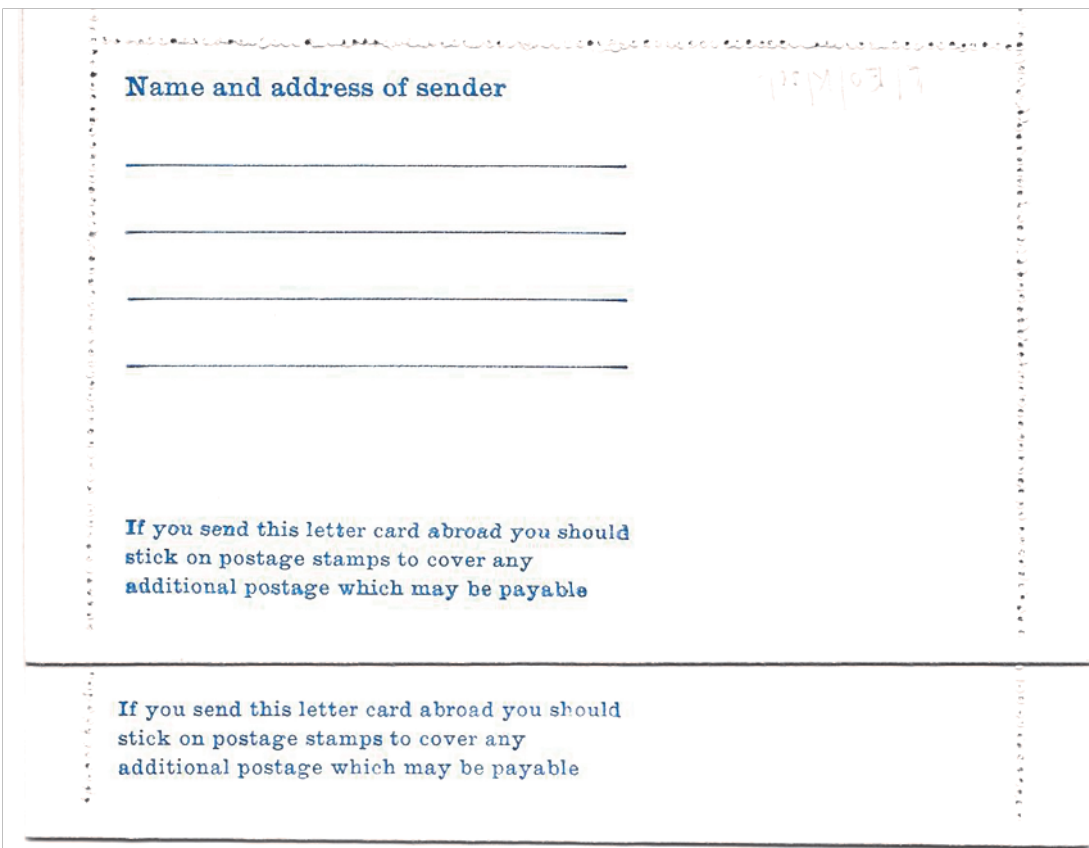 Name and address of sender
If you send this letter card abroad you should
stick on postage stamps to cover any
additional postage which may be payable
If you send this letter card abroad you should
stick on postage stamps to cover any
additional postage which may be payable